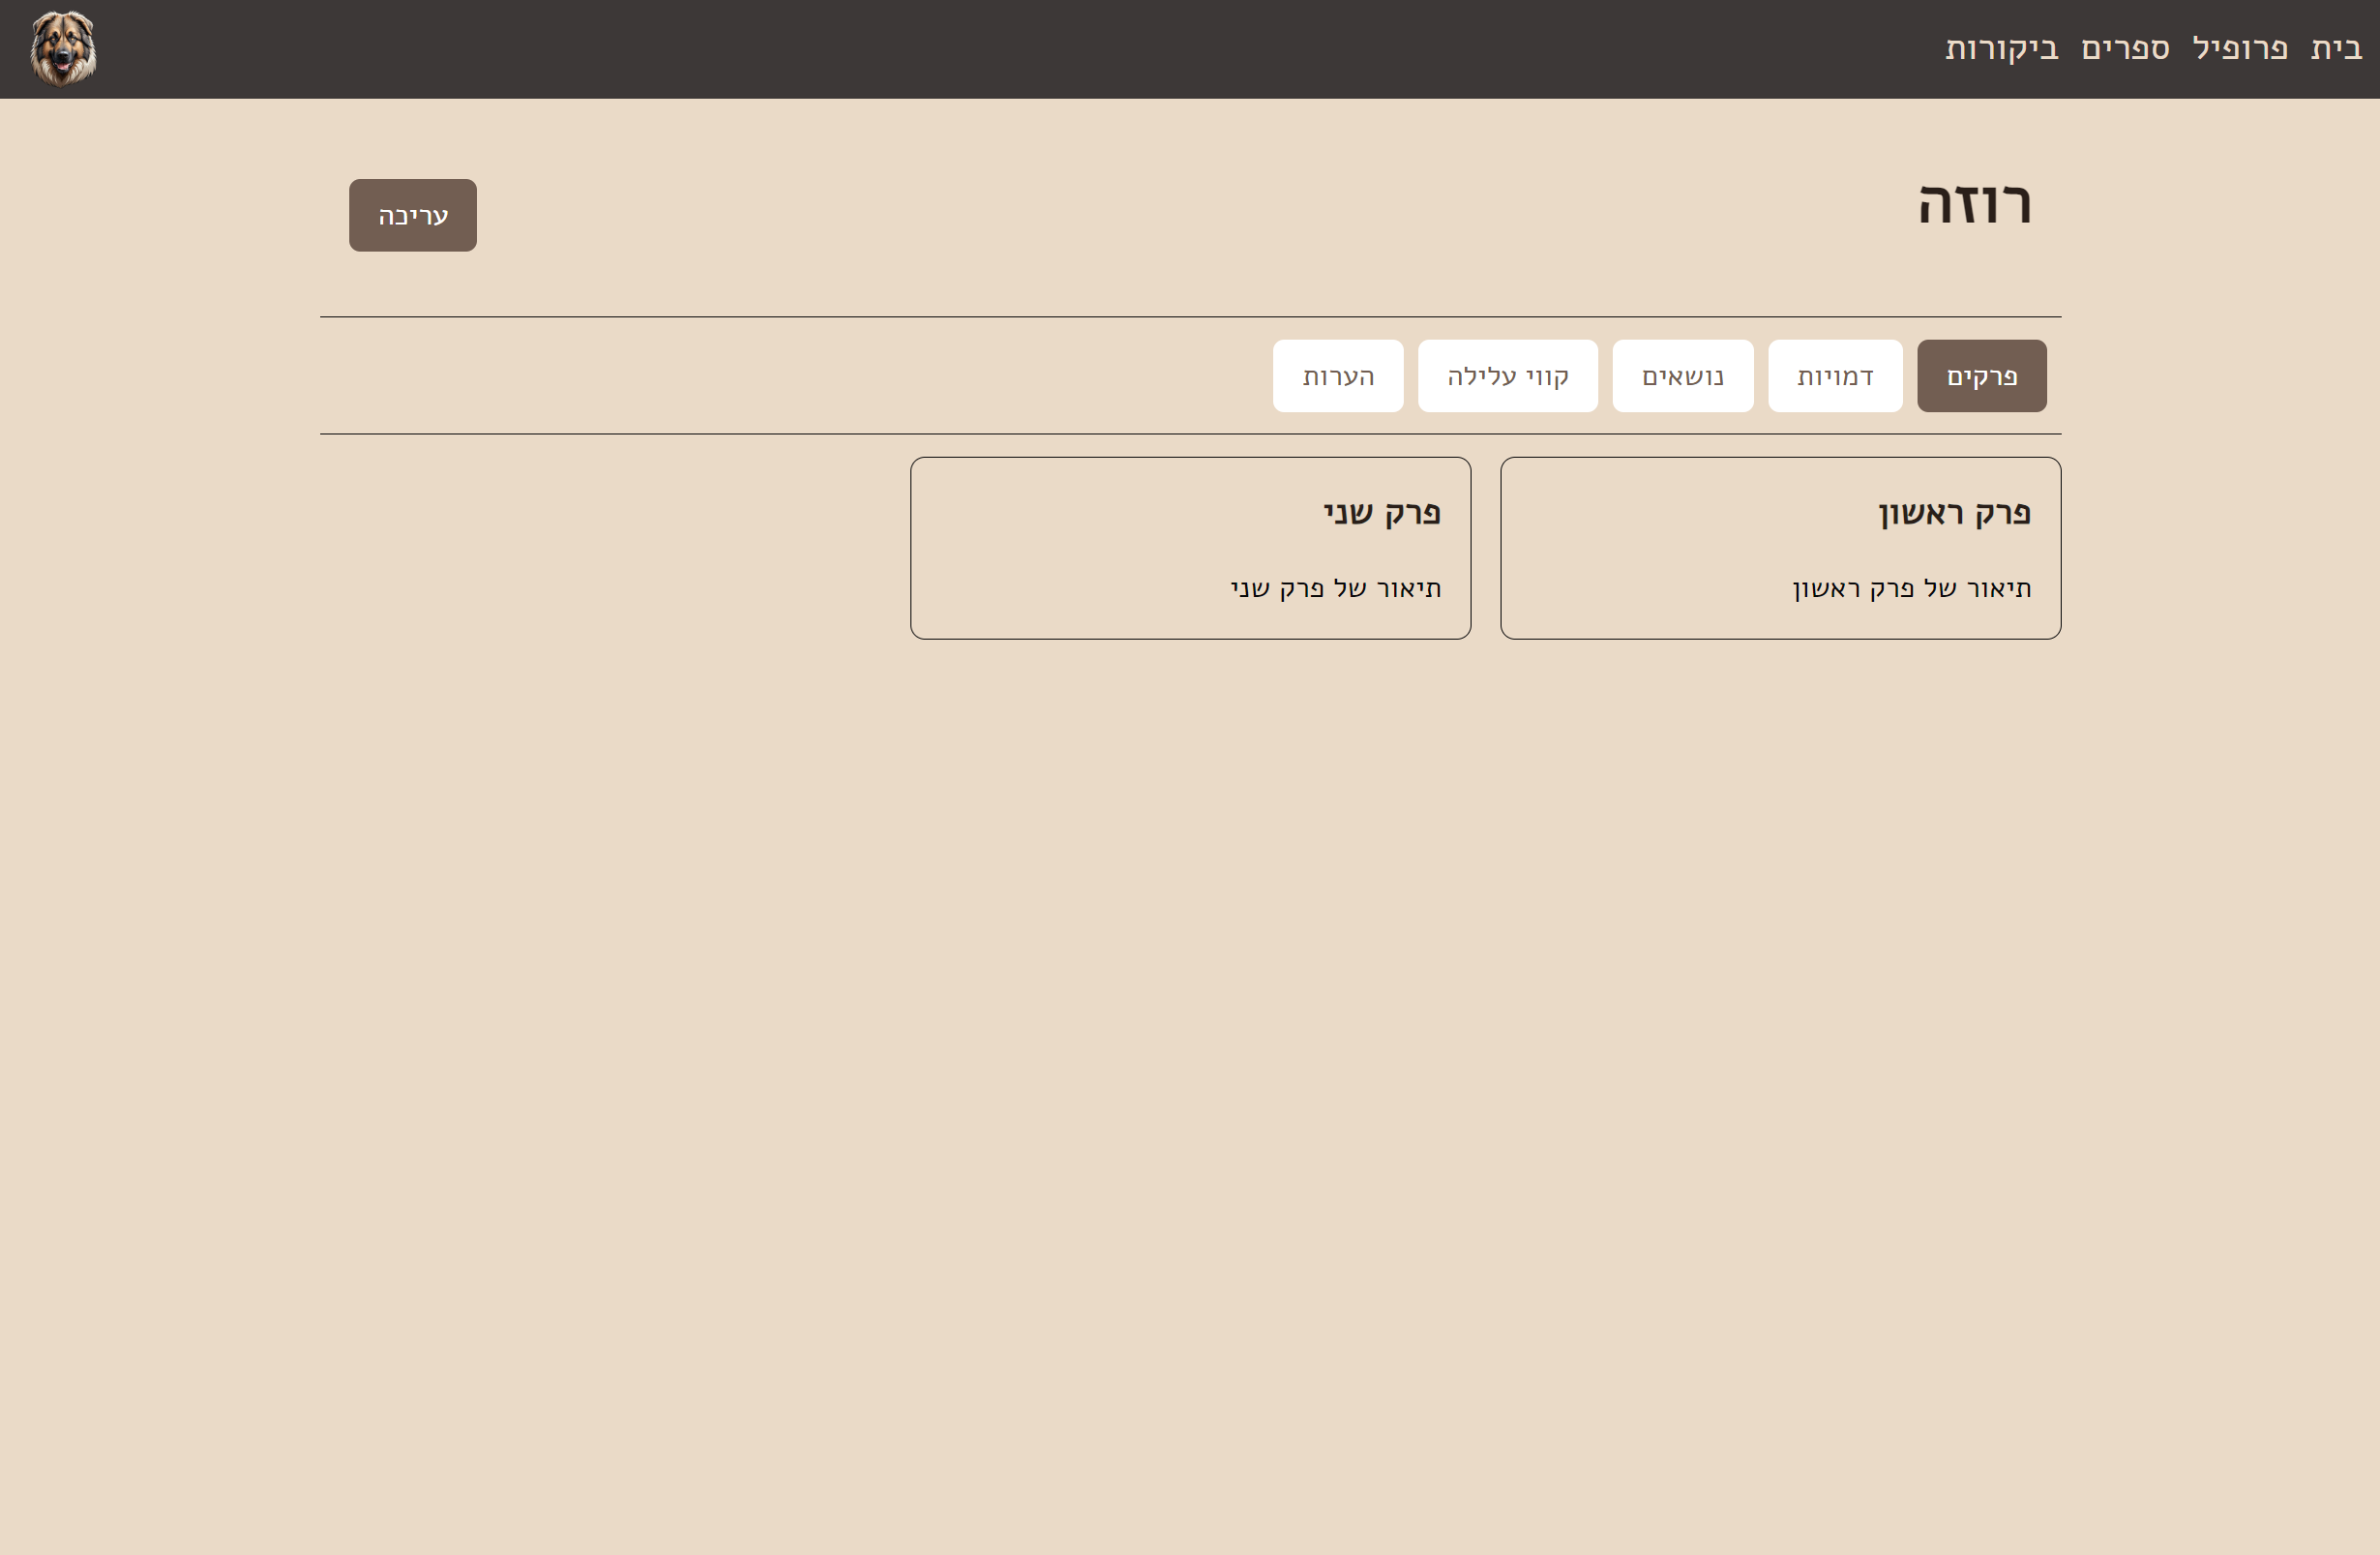 בית פרופיל ספרים ביקורות
רוזה
עריכה
פרקים דמויות נושאים קווי עלילה הערות
פרק ראשון
תיאור של פרק ראשון
פרק שני
תיאור של פרק שני